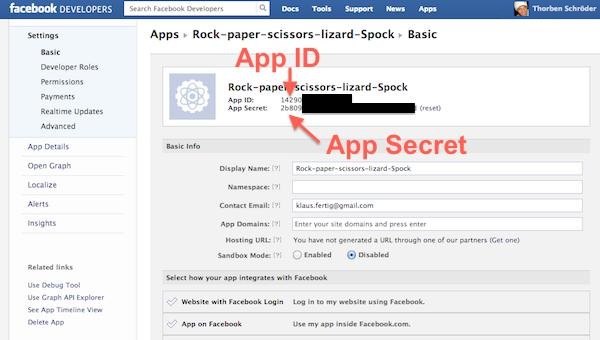 facebook DEVELOPERS
Search Facebook Developers
Docs Tools Support News Apps
Thorben Schröder
Settings
Basic
Developer Roles
Permissions
Payments
Realtime Updates
Advanced
App Details
Open Graph
Localize
Alerts
Insights
Related links
Use Debug Tool
Use Graph API Explorer
See App Timeline View
Delete App
Apps ▸ Rock-paper-scissors-lizard-Spock ▸ Basic
App ID
Rock-paper-scissors-lizard-Spock
App ID: 14290
App Secret: 2b809 (reset)
App Secret
Basic Info
Display Name: [?] Rock-paper-scissors-lizard-Spock
Namespace: [?]
Contact Email: [?] klaus.fertig@gmail.com
App Domains: [?] Enter your site domains and press enter
Hosting URL: [?] You have not generated a URL through one of our partners (Get one)
Sandbox Mode: [?] Enabled Disabled
Select how your app integrates with Facebook
Website with Facebook Login Log in to my website using Facebook.
App on Facebook Use my app inside Facebook.com.